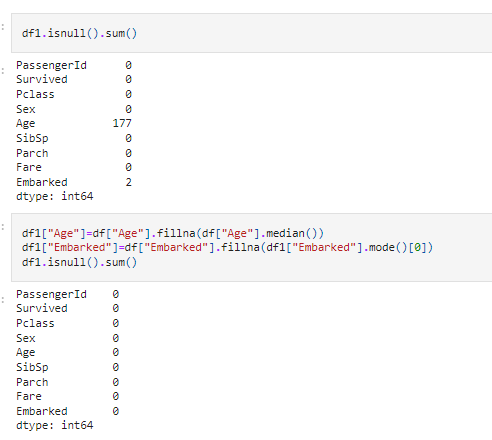 df1.isnull().sum()
PassengerId 0
Survived 0
Pclass 0
Sex 0
Age 177
SibSp 0
Parch 0
Fare 0
Embarked 2
dtype: int64
df1["Age"]=df["Age"].fillna(df["Age"].median())
df1["Embarked"]=df["Embarked"].fillna(df1["Embarked"].mode()[0])
df1.isnull().sum()
PassengerId 0
Survived 0
Pclass 0
Sex 0
Age 0
SibSp 0
Parch 0
Fare 0
Embarked 0
dtype: int64